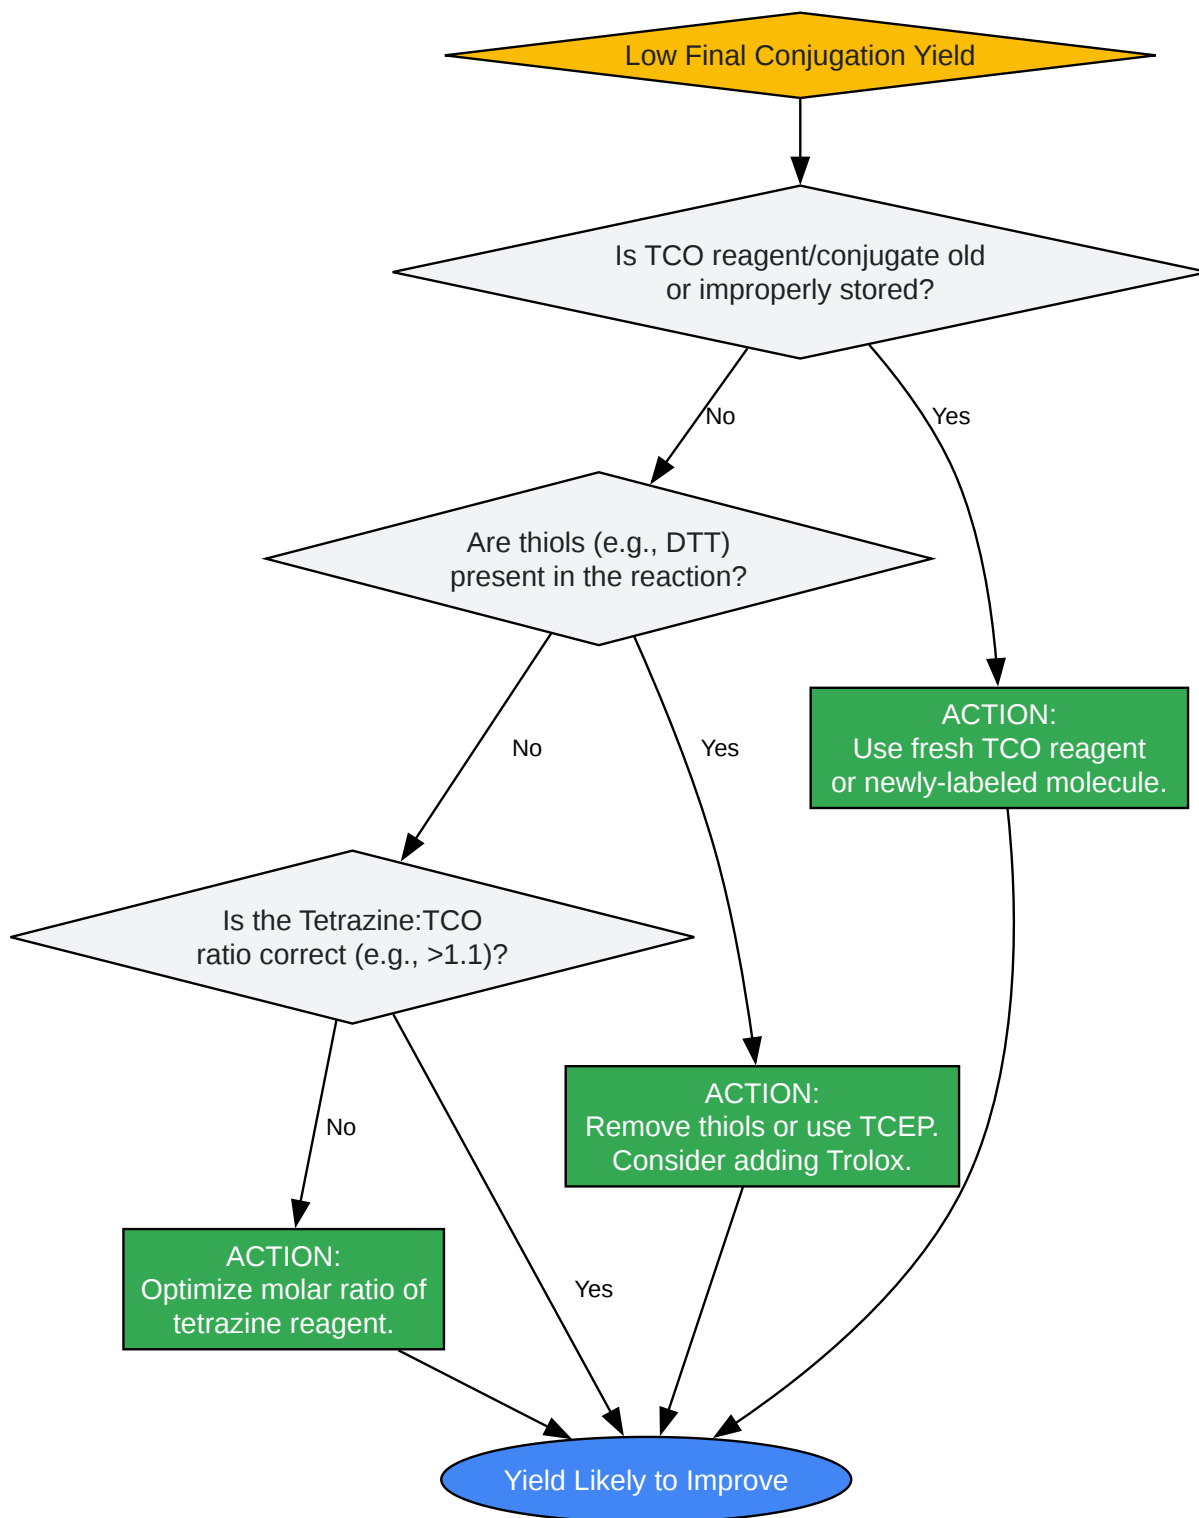 Low Final Conjugation Yield
Is TCO reagent/conjugate old
or improperly stored?
No
Yes
Are thiols (e.g., DTT)
present in the reaction?
No
Yes
ACTION:
Use fresh TCO reagent
or newly-labeled molecule.
Is the Tetrazine:TCO
ratio correct (e.g., >1.1)?
No
Yes
ACTION:
Remove thiols or use TCEP.
Consider adding Trolox.
ACTION:
Optimize molar ratio of
tetrazine reagent.
Yield Likely to Improve